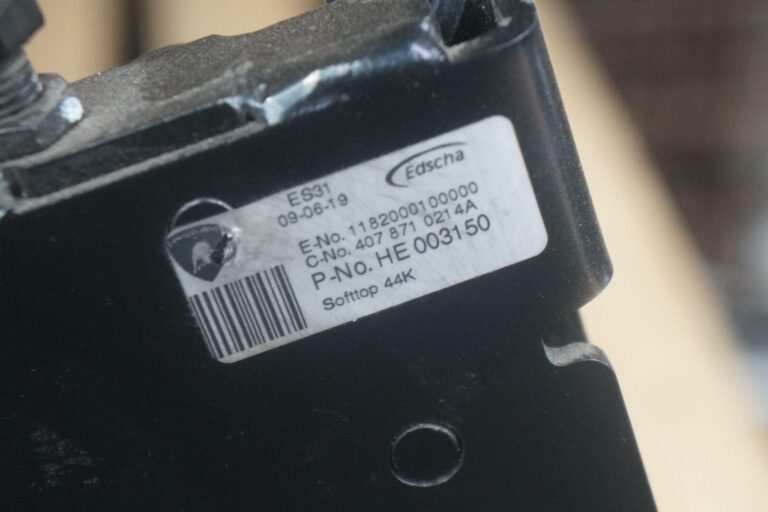 Edscha
ES31
09-06-19
E-No. 1182000100000
C-No. 407 871 0214A
P-No. HE 003150
Softtop 44K